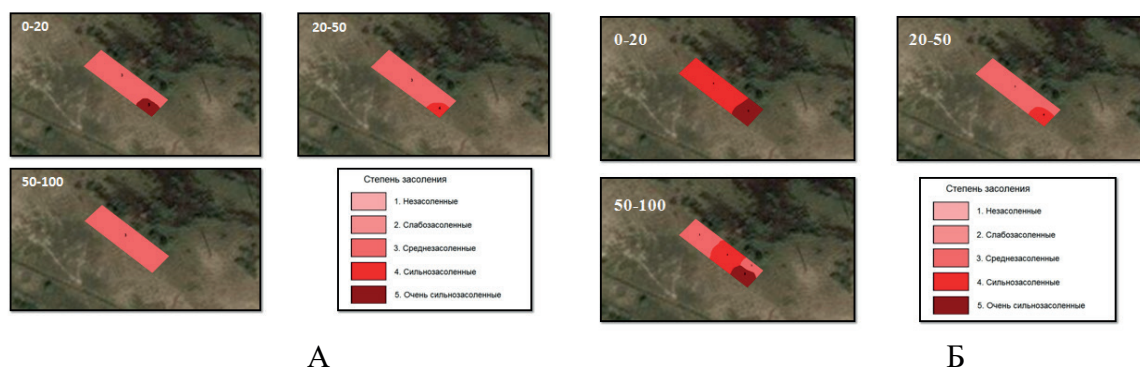 0-20
20-50
50-100
Степень засоления
1. Незасоленные
2. Слабозасоленные
3. Среднезасоленные
4. Сильнозасоленные
5. Очень сильнозасоленные
А
0-20
20-50
50-100
Степень засоления
1. Незасоленные
2. Слабозасоленные
3. Среднезасоленные
4. Сильнозасоленные
5. Очень сильнозасоленные
Б